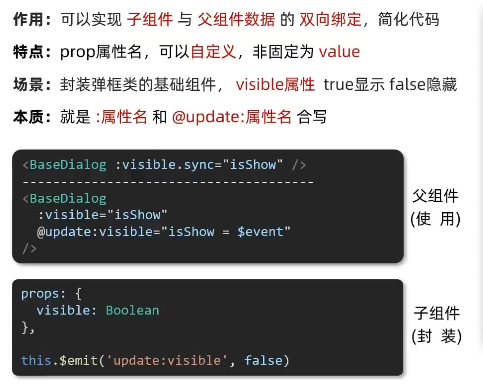 作用：可以实现 子组件 与 父组件数据 的 双向绑定，简化代码
特点：prop属性名，可以自定义，非固定为 value
场景：封装弹框类的基础组件， visible属性 true显示 false隐藏
本质：就是 :属性名 和 @update:属性名 合写
<BaseDialog :visible.sync="isShow" />
--------------------------------------
<BaseDialog
:visible="isShow"
@update:visible="isShow = $event"
/>
父组件
(使 用)
props: {
visible: Boolean
},
this.$emit('update:visible', false)
子组件
(封 装)